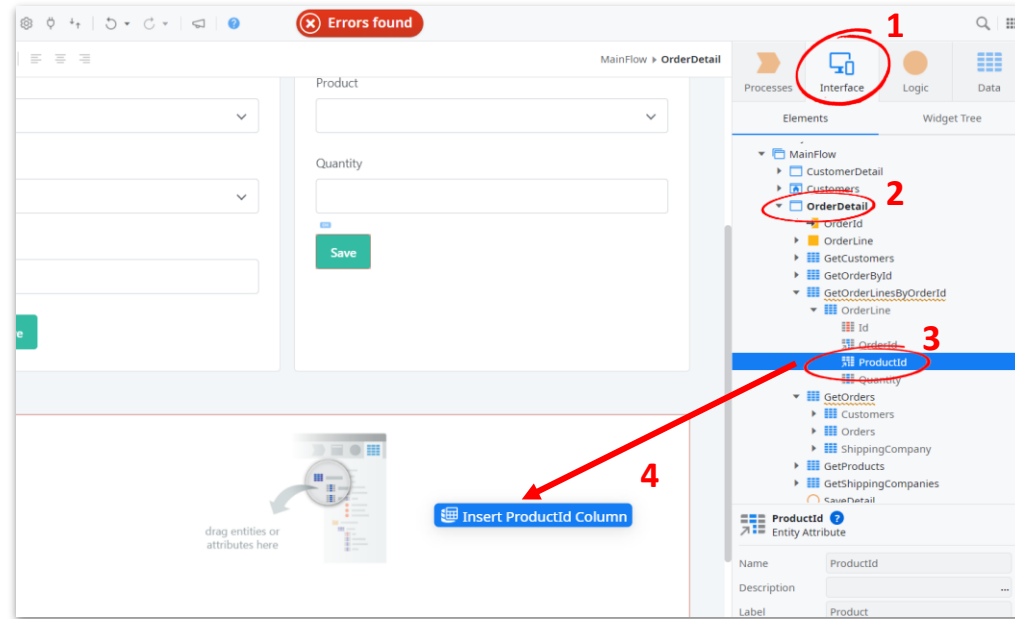 Errors found
1
MainFlow ▸ OrderDetail
Processes
Interface
Logic
Data
Elements
Widget Tree
Product
Quantity
Save
MainFlow
CustomerDetail
Customers
2
OrderDetail
OrderId
OrderLine
GetCustomers
GetOrderById
GetOrderLinesByOrderId
OrderLine
Id
3
OrderId
ProductId
Quantity
GetOrders
Customers
Orders
ShippingCompany
GetProducts
GetShippingCompanies
SaveDetail
4
Insert ProductId Column
drag entities or
attributes here
ProductId ?
Entity Attribute
Name ProductId
Description ...
Label Product